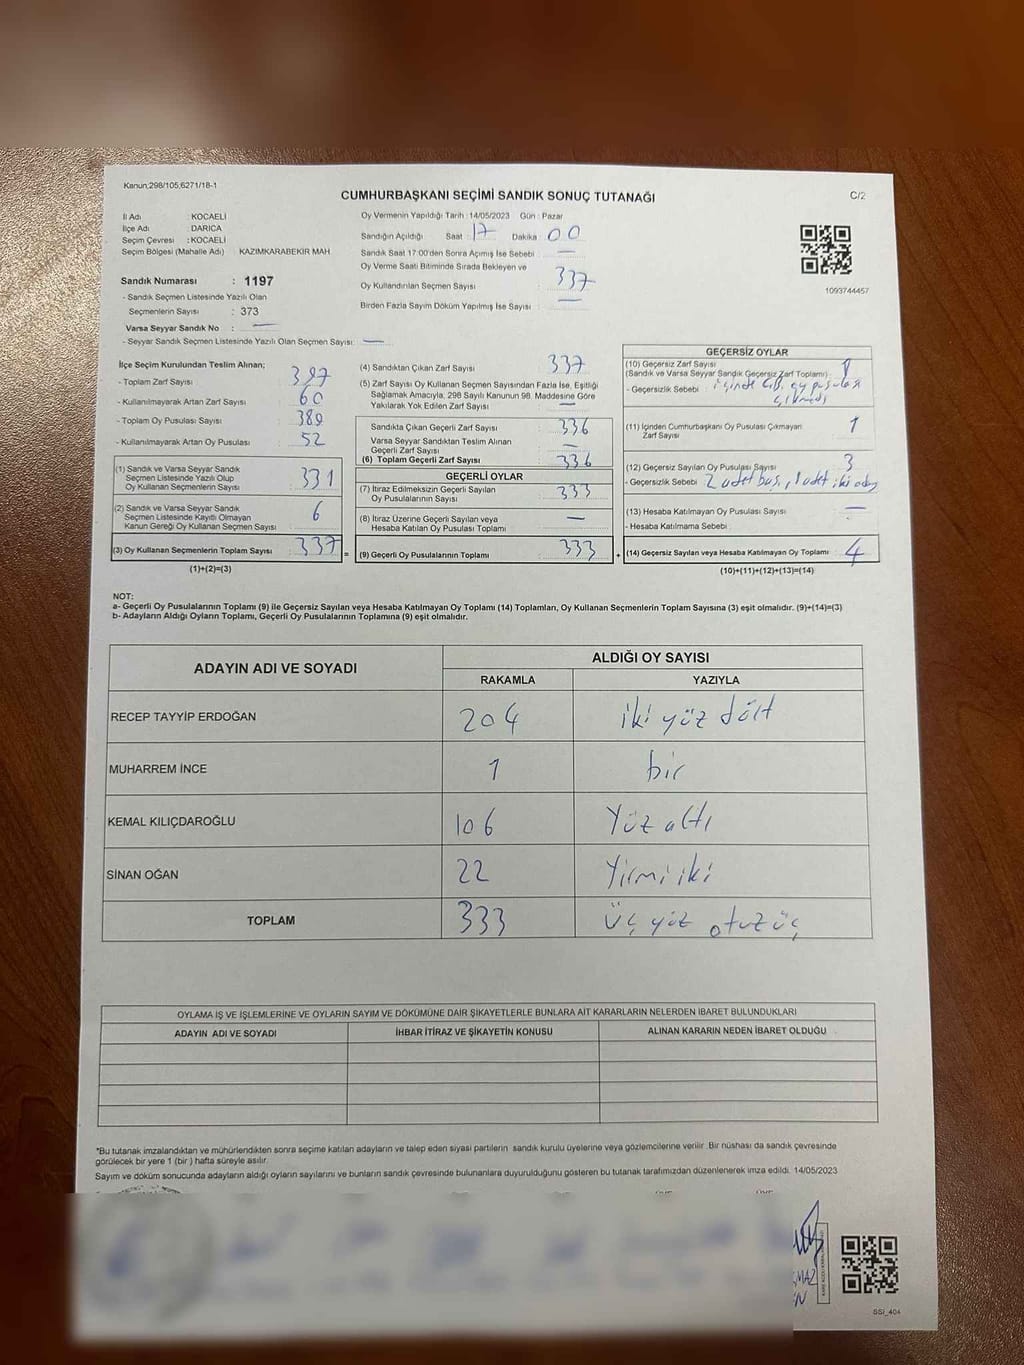 Kanun,298/105,6271/18-1
CUMHURBAŞKANI SEÇİMİ SANDIK SONUÇ TUTANAĞI
C/2
İl Adı : KOCAELİ
İlçe Adı : DARICA
Seçim Çevresi : KOCAELİ
Seçim Bölgesi (Mahalle Adı) KAZIMKARABEKİR MAH
Sandık Numarası : 1197
- Sandık Seçmen Listesinde Yazılı Olan
Seçmenlerin Sayısı : 373
Varsa Seyyar Sandık No : —
- Seyyar Sandık Seçmen Listesinde Yazılı Olan Seçmen Sayısı: —
Oy Vermenin Yapıldığı Tarih : 14/05/2023 Gün : Pazar
Sandığın Açıldığı Saat : 17 Dakika : 00
Sandık Saat 17:00'den Sonra Açımış İse Sebebi : —
Oy Verme Saati Bitiminde Sırada Bekleyen ve
Oy Kullandırılan Seçmen Sayısı : 337
Birden Fazla Sayım Döküm Yapılmış İse Sayısı : —
1093744457
İlçe Seçim Kurulundan Teslim Alınan;
- Toplam Zarf Sayısı : 397
- Kullanılmayarak Artan Zarf Sayısı : 60
- Toplam Oy Pusulası Sayısı : 389
- Kullanılmayarak Artan Oy Pusulası : 52
(1) Sandık ve Varsa Seyyar Sandık
Seçmen Listesinde Yazılı Olup
Oy Kullanan Seçmenlerin Sayısı : 331
(2) Sandık ve Varsa Seyyar Sandık
Seçmen Listesinde Kayıtlı Olmayan
Kanun Gereği Oy Kullanan Seçmen Sayısı : 6
(3) Oy Kullanan Seçmenlerin Toplam Sayısı : 337 =
(1)+(2)=(3)
(4) Sandıktan Çıkan Zarf Sayısı : 337
(5) Zarf Sayısı Oy Kullanan Seçmen Sayısından Fazla İse, Eşitliği
Sağlamak Amacıyla, 298 Sayılı Kanunun 98. Maddesine Göre
Yakılarak Yok Edilen Zarf Sayısı : —
Sandıkta Çıkan Geçerli Zarf Sayısı : 336
Varsa Seyyar Sandıktan Teslim Alınan
Geçerli Zarf Sayısı : —
(6) Toplam Geçerli Zarf Sayısı : 336
GEÇERLİ OYLAR
(7) İtiraz Edilmeksizin Geçerli Sayılan
Oy Pusulasının Sayısı : 333
(8) İtiraz Üzerine Geçerli Sayılan veya
Hesaba Katılan Oy Pusulası Toplamı : —
(9) Geçerli Oy Pusulalarının Toplamı : 333 +
GEÇERSİZ OYLAR
(10) Geçersiz Zarf Sayısı
(Sandık ve Varsa Seyyar Sandık Geçersiz Zarf Toplamı) :
- Geçersizlik Sebebi : içinde C.B. oy pusulası
çıkmadı
(11) İçinden Cumhurbaşkanı Oy Pusulası Çıkmayan
Zarf Sayısı : 1
(12) Geçersiz Sayılan Oy Pusulası Sayısı : 3
- Geçersizlik Sebebi : 2 adet boş, 1 adet iki oy
(13) Hesaba Katılmayan Oy Pusulası Sayısı : —
- Hesaba Katılmama Sebebi :
(14) Geçersiz Sayılan veya Hesaba Katılmayan Oy Toplamı : 4
(10)+(11)+(12)+(13)=(14)
NOT:
a- Geçerli Oy Pusulalarının Toplamı (9) ile Geçersiz Sayılan veya Hesaba Katılmayan Oy Toplamı (14) Toplamları, Oy Kullanan Seçmenlerin Toplam Sayısına (3) eşit olmalıdır. (9)+(14)=(3)
b- Adayların Aldığı Oyların Toplamı, Geçerli Oy Pusulalarının Toplamına (9) eşit olmalıdır.
ADAYIN ADI VE SOYADI
ALDIĞI OY SAYISI
RAKAMLA YAZIYLA
RECEP TAYYİP ERDOĞAN 204 iki yüz dört
MUHARREM İNCE 1 bir
KEMAL KILIÇDAROĞLU 106 Yüz altı
SİNAN OĞAN 22 Yirmi iki
TOPLAM 333 Üç yüz otuz üç
OYLAMA İŞ VE İŞLEMLERİNE VE OYLARIN SAYIM VE DÖKÜMÜNE DAİR ŞİKAYETLERLE BUNLARA AİT KARARLARIN NELERDEN İBARET BULUNDUKLARI
ADAYIN ADI VE SOYADI İHBAR İTİRAZ VE ŞİKAYETİN KONUSU ALINAN KARARIN NEDEN İBARET OLDUĞU
*Bu tutanak imzalandıktan ve mühürlendikten sonra seçime katılan adayların ve talep eden siyasi partilerin sandık kurulu üyelerine veya gözlemcilerine verilir .Bir nüshası da sandık çevresinde
görülecek bir yere 1 (bir ) hafta süreyle asılır.
Sayım ve döküm sonucunda adayların aldığı oyların sayılarını ve bunların sandık çevresinde bulunanlara duyurulduğunu gösteren bu tutanak tarafımızdan düzenlenerek imza edildi. 14/05/2023
SSİ_404